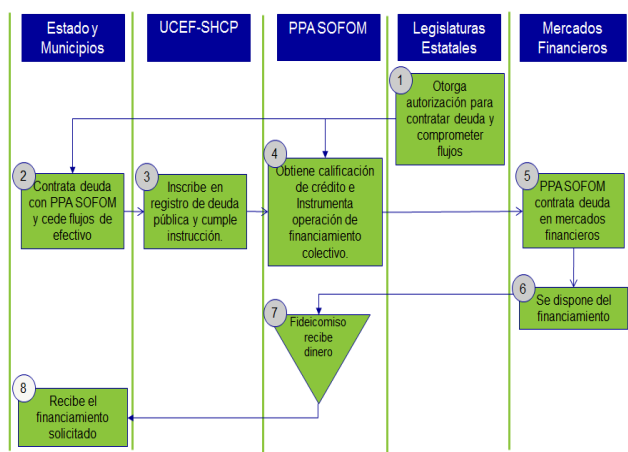 Estado y
Municipios
UCEF-SHCP
PPA SOFOM
Legislaturas
Estatales
Mercados
Financieros
1
Otorga
autorización para
contratar deuda y
comprometer
flujos
2
Contrata deuda
con PPA SOFOM
y cede flujos de
efectivo
3
Inscribe en
registro de deuda
pública y cumple
instrucción.
4
Obtiene calificación
de crédito e
Instrumenta
operación de
financiamiento
colectivo.
5
PPA SOFOM
contrata deuda
en mercados
financieros
6
Se dispone del
financiamiento
7
Fideicomiso
recibe
dinero
8
Recibe el
financiamiento
solicitado